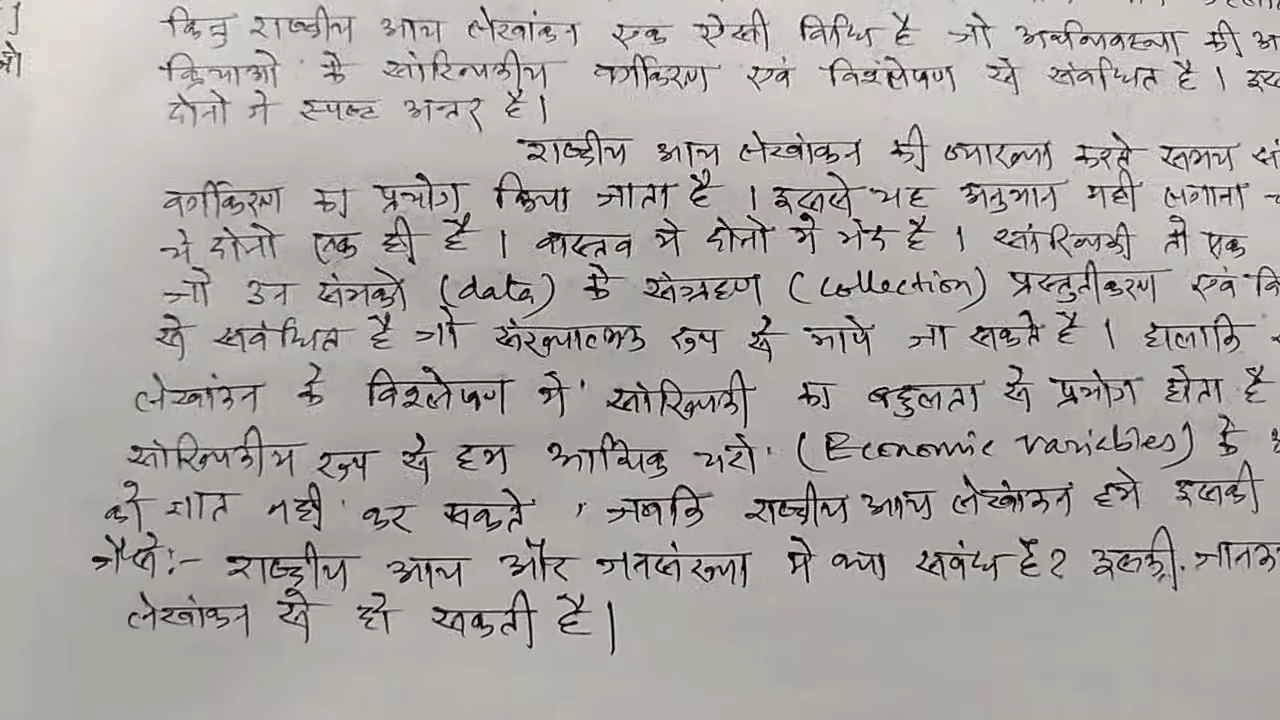 जो
किन्तु राष्ट्रीय आय लेखांकन एक ऐसी विधि है जो अर्थव्यवस्था की
क्रियाओं के सांख्यिकीय वर्गीकरण एवं विश्लेषण से संबंधित है ।
दोनो मे स्पष्ट अन्तर है।
राष्ट्रीय आय लेखांकन की व्याख्या करते समय
वर्गीकरण का प्रयोग किया जाता है । इससे यह अनुमान नही लगाना
ये दोनो एक ही है । वास्तव मे दोनो मे भेद है । सांख्यिकी तो एक
जो उन संमको (data) के संग्रहण (collection) प्रस्तुतीकरण एवं
से संबंधित है जो संख्यात्मक रूप से मापे जा सकते है । हालाकि
लेखांकन के विश्लेषण मे सांख्यिकी का बहुलता से प्रयोग होता है
सांख्यिकीय रूप से हम आर्थिक चरो (Economic variables) के
को ज्ञात नही कर सकते , जबकि राष्ट्रीय आय लेखांकन हमे इसकी
जैसे:- राष्ट्रीय आय और जनसंख्या मे क्या संबंध है? इसकी
लेखांकन से हो सकती है।